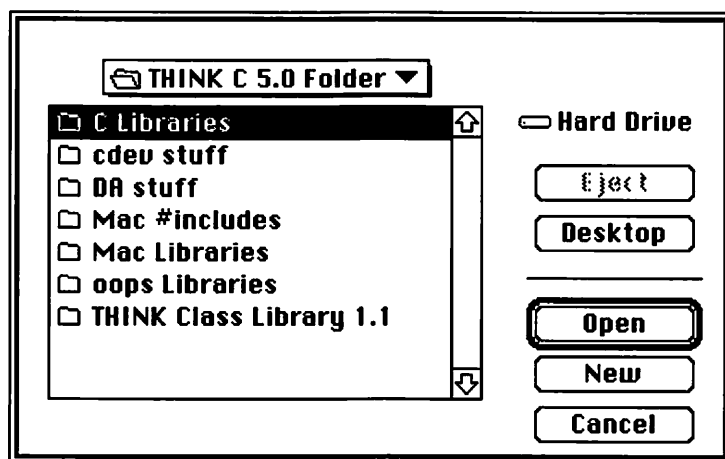 THINK C 5.0 Folder
C Libraries
cdev stuff
DA stuff
Mac #includes
Mac Libraries
oops Libraries
THINK Class Library 1.1
Hard Drive
Eject
Desktop
Open
New
Cancel